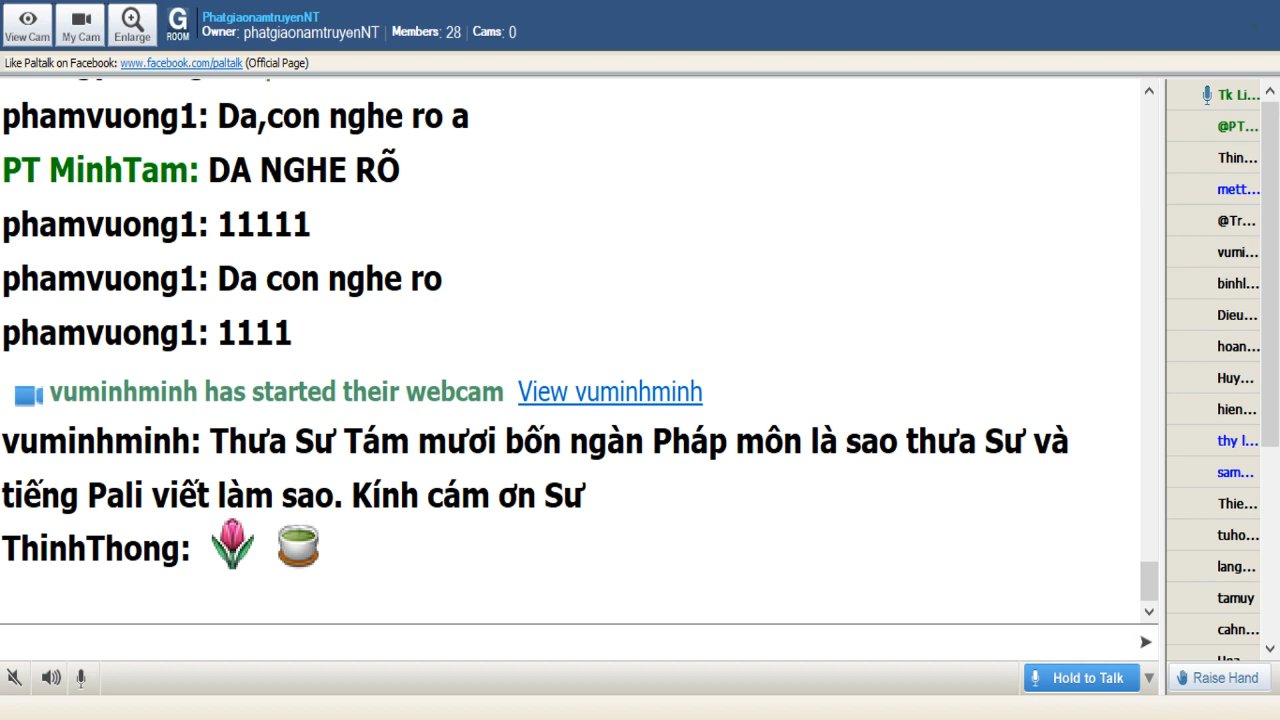 View Cam
My Cam
Enlarge
G
ROOM
PhatgiaonamtruyenNT
Owner: phatgiaonamtruyenNT Members: 28 Cams: 0
Like Paltalk on Facebook: www.facebook.com/paltalk (Official Page)
phamvuong1: Da,con nghe ro a
PT MinhTam: DA NGHE RÕ
phamvuong1: 11111
phamvuong1: Da con nghe ro
phamvuong1: 1111
vuminhminh has started their webcam View vuminhminh
vuminhminh: Thưa Sư Tám mươi bốn ngàn Pháp môn là sao thưa Sư và
tiếng Pali viết làm sao. Kính cám ơn Sư
ThinhThong:
Tk Li...
@PT...
Thin...
mett...
@Tr...
vumi...
binhl...
Dieu...
hoan...
Huy...
hien...
thy l...
sam...
Thie...
tuho...
lang...
tamuy
cahn...
Hold to Talk
Raise Hand